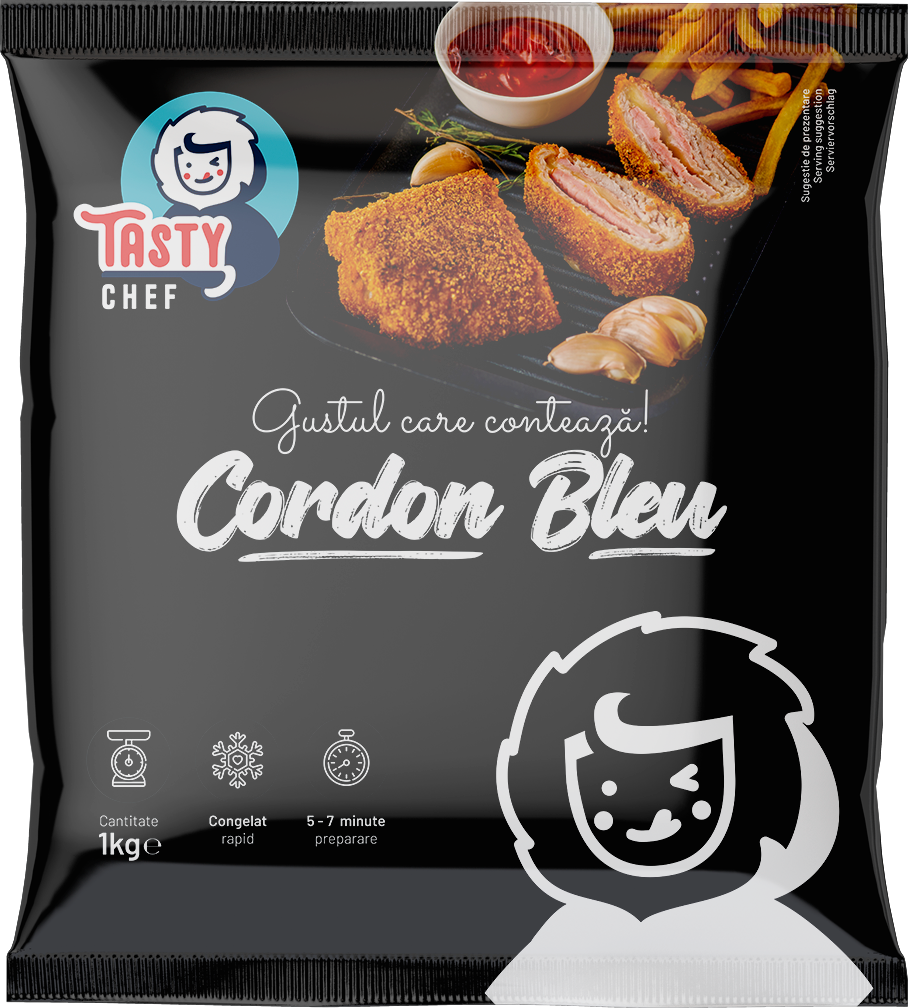 Sugestie de prezentare
Serving suggestion
Serviervorschlag
TASTY
CHEF
Gustul care contează!
Cordon Bleu
Cantitate
1kg℮
Congelat
rapid
5 - 7 minute
preparare